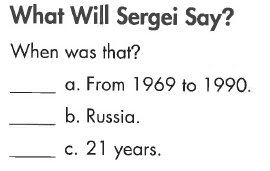 What Will Sergei Say?
When was that?
_____ a. From 1969 to 1990.
_____ b. Russia.
_____ c. 21 years.